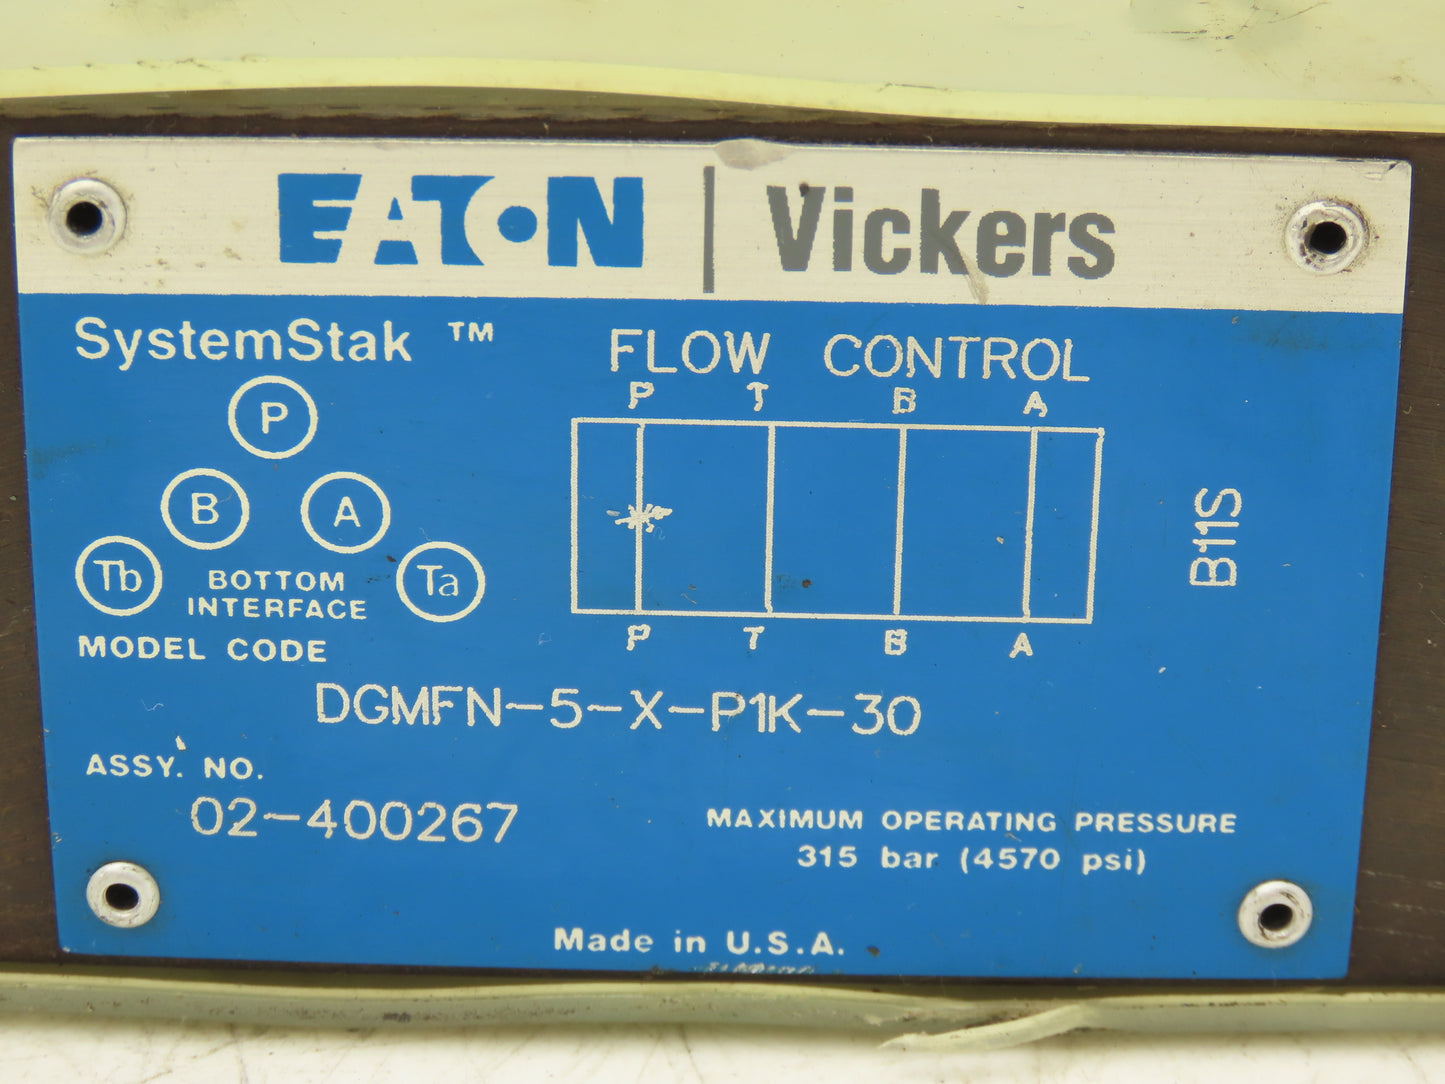 EATON | Vickers
SystemStak ™
FLOW CONTROL
P T B A
P
B A
Tb Ta
BOTTOM
INTERFACE
P T B A
B11S
MODEL CODE
DGMFN-5-X-P1K-30
ASSY. NO.
02-400267
MAXIMUM OPERATING PRESSURE
315 bar (4570 psi)
Made in U.S.A.